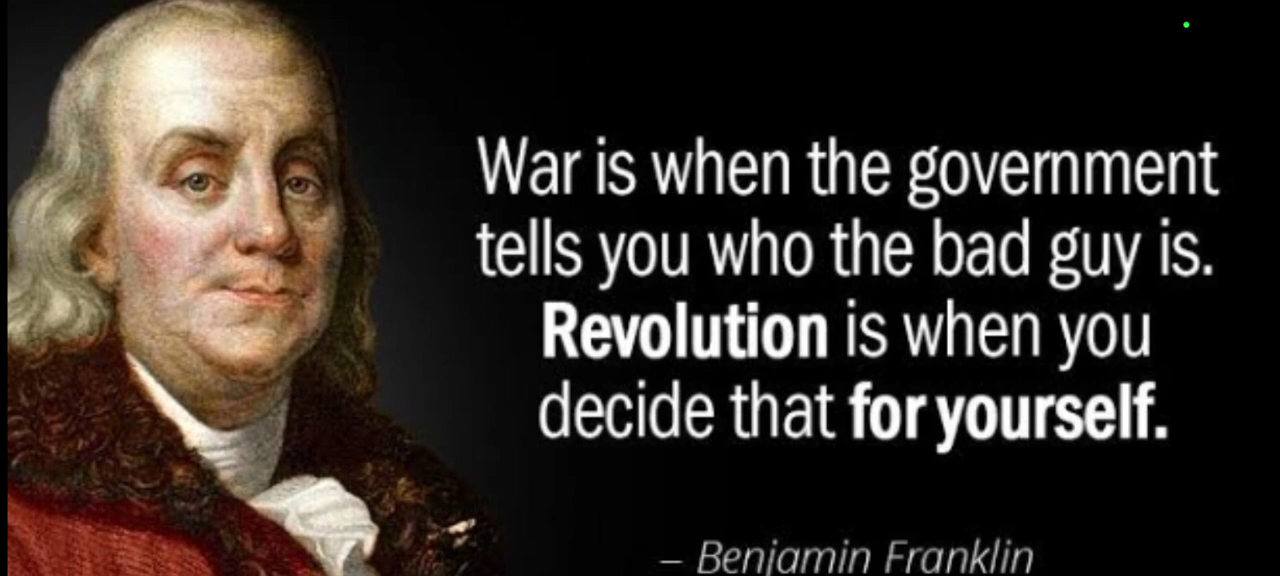 War is when the government
tells you who the bad guy is.
Revolution is when you
decide that for yourself.
– Benjamin Franklin